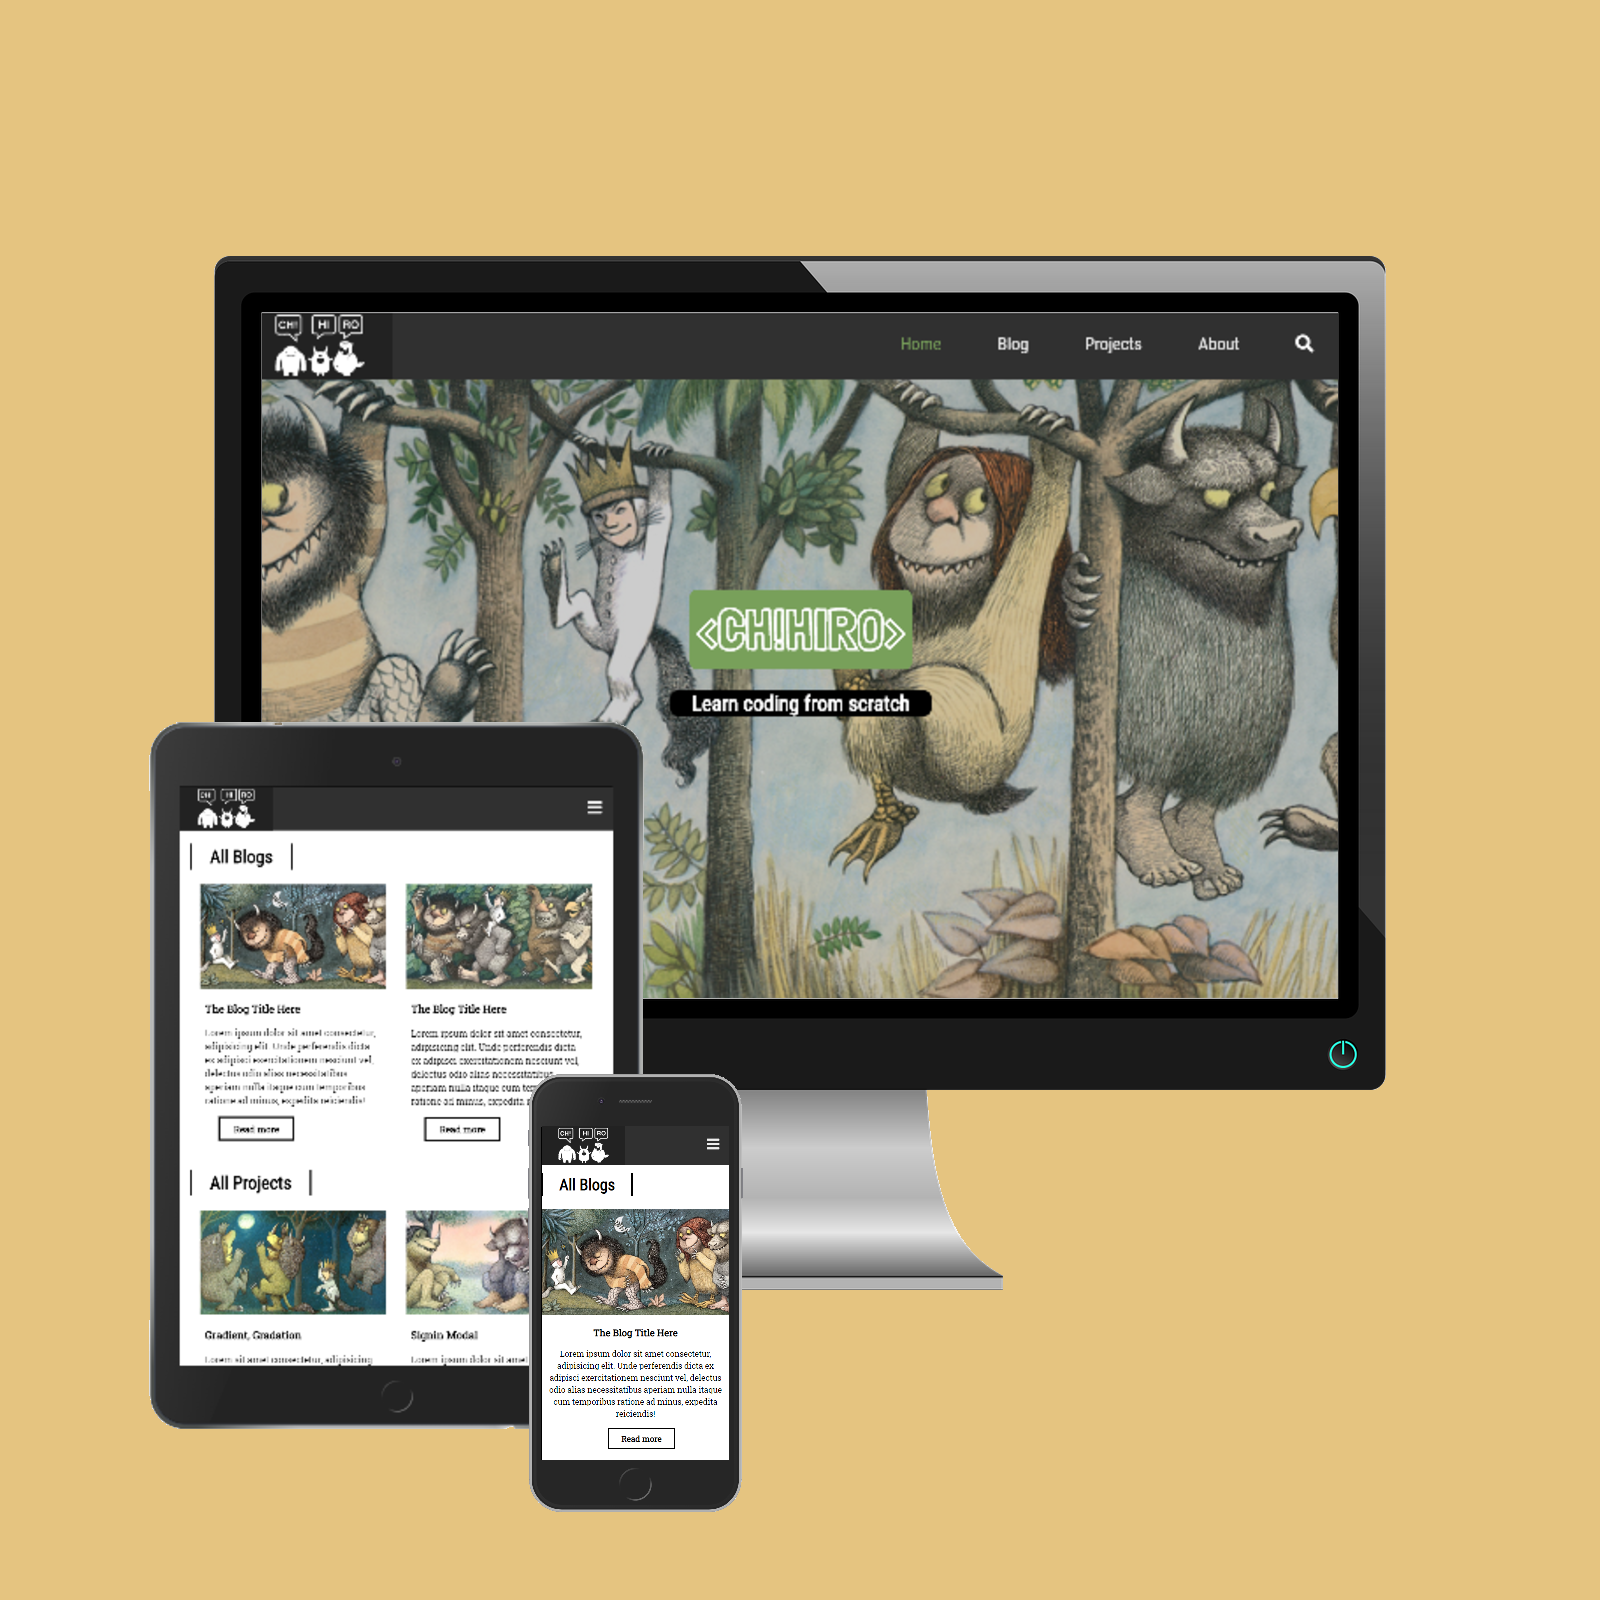 CH! HI RO
Home Blog Projects About
<CH!HIRO>
Learn coding from scratch
CH! HI RO
All Blogs
The Blog Title Here
Lorem ipsum dolor sit amet consectetur,
adipisicing elit. Unde perferendis dicta
ex adipisci exercitationem nesciunt vel,
delectus odio alias necessitatibus
aperiam nulla itaque cum temporibus
ratione ad minus, expedita reiciendis!
Read more
The Blog Title Here
Lorem ipsum dolor sit amet consectetur,
adipisicing elit. Unde perferendis dicta
ex adipisci exercitationem nesciunt vel,
delectus odio alias necessitatibus
aperiam nulla itaque cum
ratione ad minus, expedita
Read more
All Projects
Gradient, Gradation
Lorem sit amet consectetur, adipisicing
Signin Modal
Lorem ipsum dolor sit amet
CH! HI RO
All Blogs
The Blog Title Here
Lorem ipsum dolor sit amet consectetur,
adipisicing elit. Unde perferendis dicta ex
adipisci exercitationem nesciunt vel, delectus
odio alias necessitatibus aperiam nulla itaque
cum temporibus ratione ad minus, expedita
reiciendis!
Read more